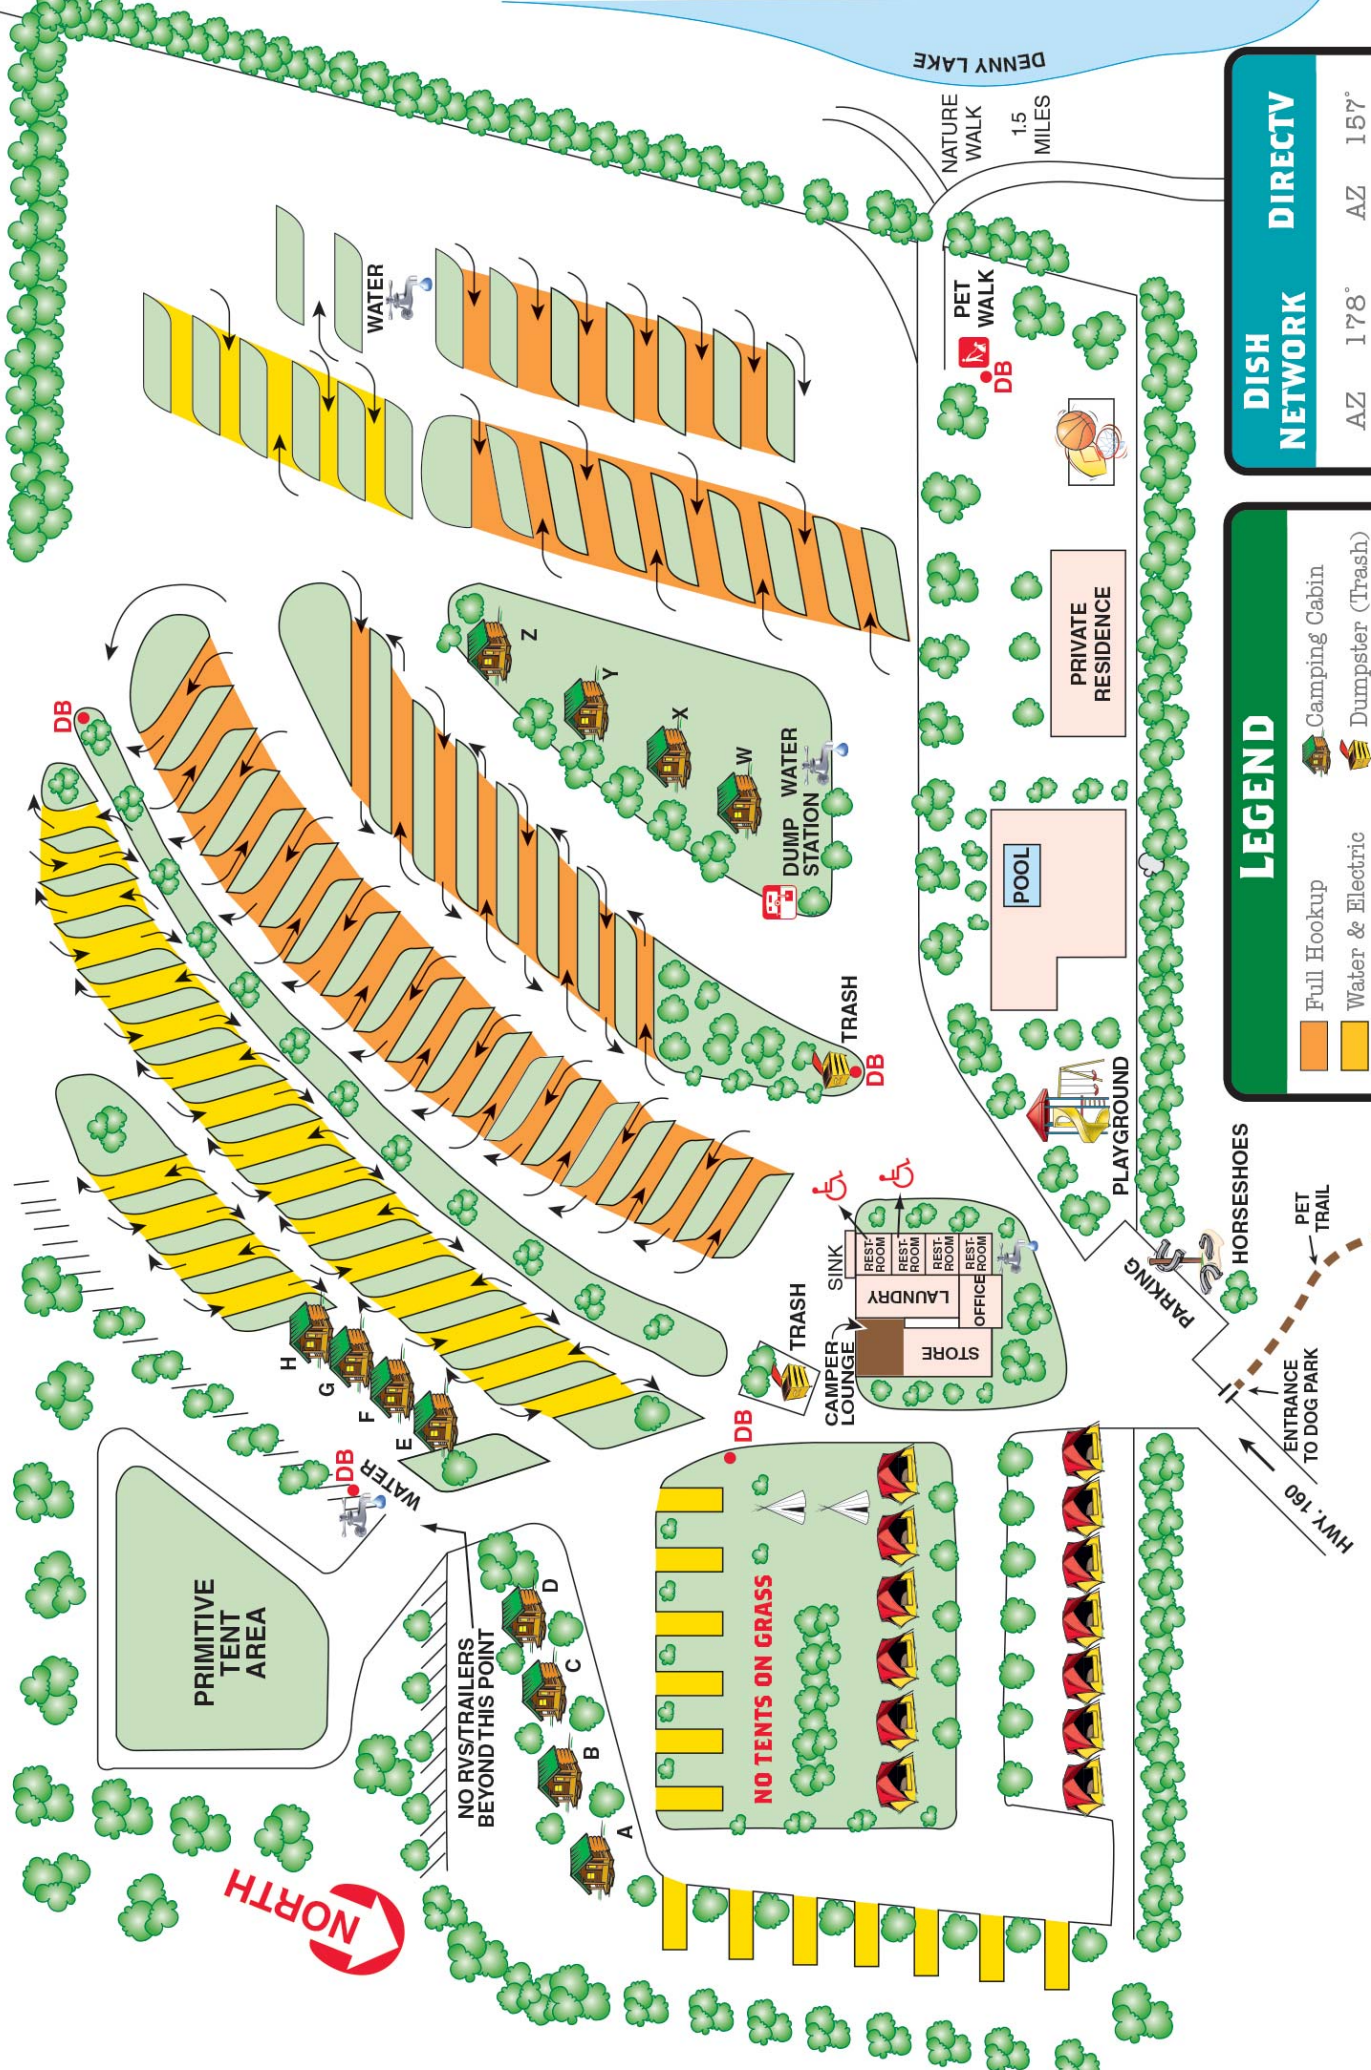 DENNY LAKE
NATURE
WALK
1.5
MILES
WATER
PET
WALK
DB
DISH
NETWORK
DIRECTV
AZ 178° AZ 157°
DB
Z
Y
X
W
DUMP
STATION
WATER
PRIVATE
RESIDENCE
POOL
LEGEND
Full Hookup
Camping Cabin
Water & Electric
Dumpster (Trash)
TRASH
DB
PLAYGROUND
HORSESHOES
PET
TRAIL
PARKING
ENTRANCE
TO DOG PARK
HWY. 160
SINK
REST-
ROOM
REST-
ROOM
REST-
ROOM
REST-
ROOM
LAUNDRY
OFFICE
STORE
CAMPER
LOUNGE
TRASH
DB
H
G
F
E
DB
WATER
PRIMITIVE
TENT
AREA
NO RVS/TRAILERS
BEYOND THIS POINT
D
C
B
A
NO TENTS ON GRASS
NORTH